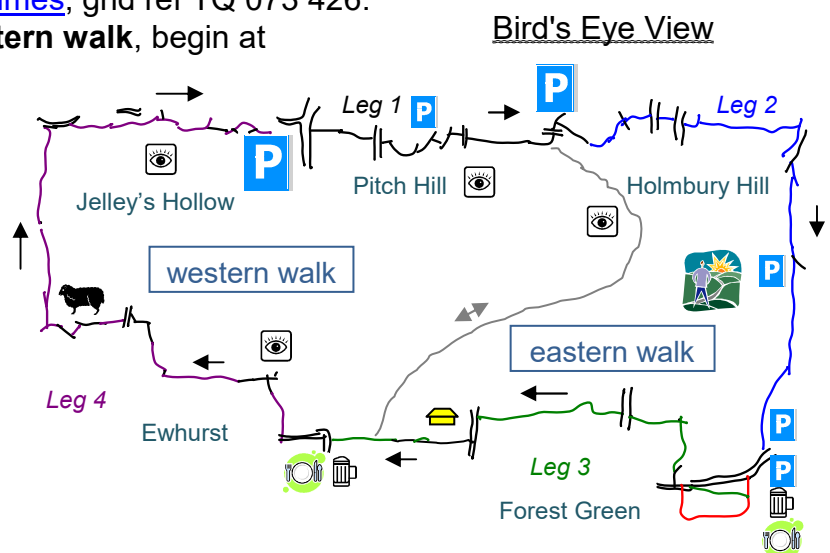 imes, grid ref TQ 073 426.
tern walk, begin at
Bird's Eye View
Leg 1
P
P
Leg 2
P
Jelley's Hollow
Pitch Hill
Holmbury Hill
western walk
P
eastern walk
Leg 4
Ewhurst
P
Leg 3
P
Forest Green